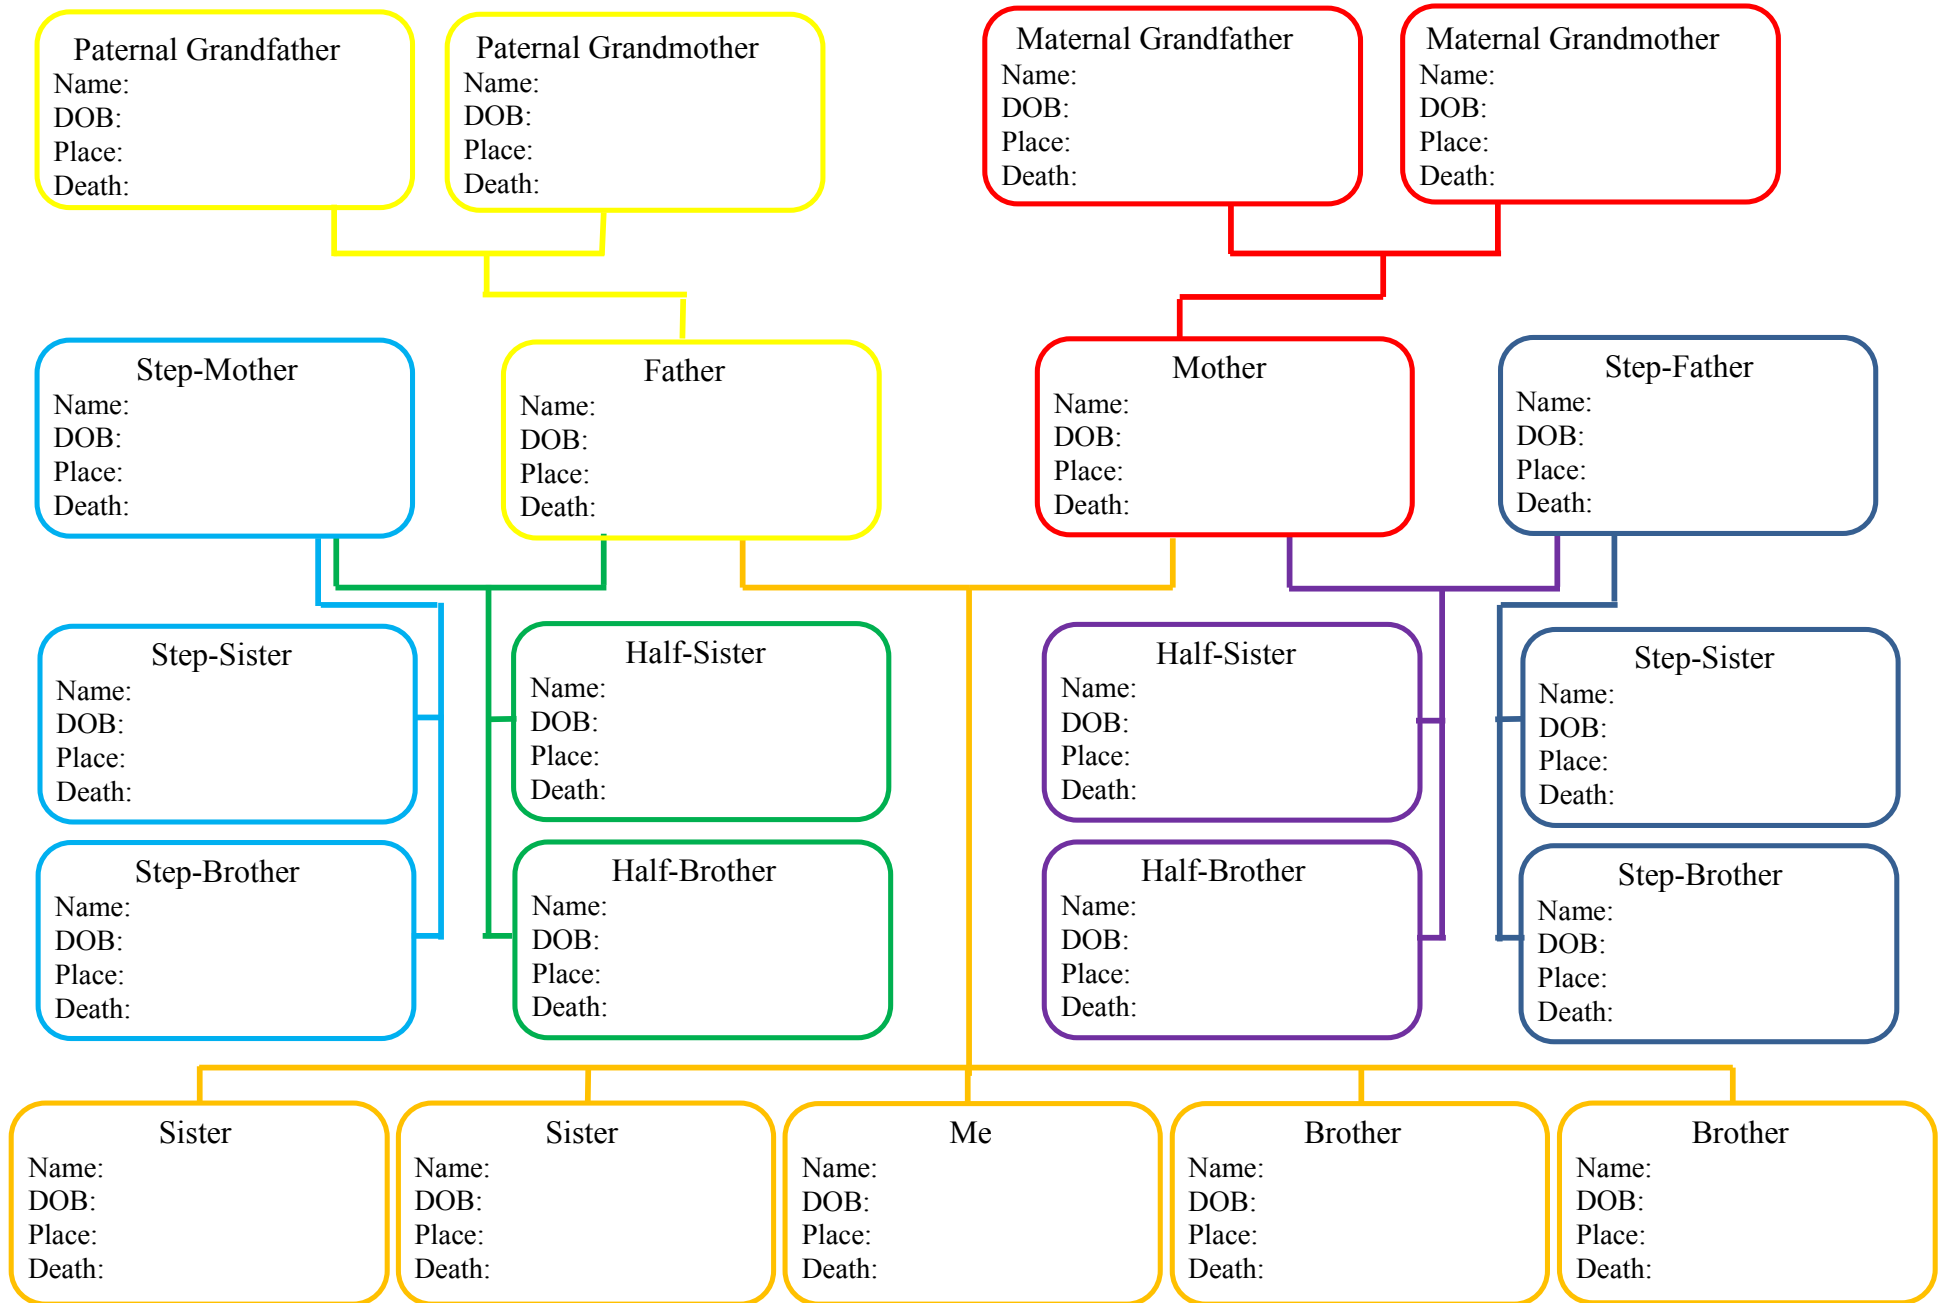 Paternal Grandfather
Name:
DOB:
Place:
Death:
Paternal Grandmother
Name:
DOB:
Place:
Death:
Maternal Grandfather
Name:
DOB:
Place:
Death:
Maternal Grandmother
Name:
DOB:
Place:
Death:
Step-Mother
Name:
DOB:
Place:
Death:
Father
Name:
DOB:
Place:
Death:
Mother
Name:
DOB:
Place:
Death:
Step-Father
Name:
DOB:
Place:
Death:
Step-Sister
Name:
DOB:
Place:
Death:
Half-Sister
Name:
DOB:
Place:
Death:
Half-Sister
Name:
DOB:
Place:
Death:
Step-Sister
Name:
DOB:
Place:
Death:
Step-Brother
Name:
DOB:
Place:
Death:
Half-Brother
Name:
DOB:
Place:
Death:
Half-Brother
Name:
DOB:
Place:
Death:
Step-Brother
Name:
DOB:
Place:
Death:
Sister
Name:
DOB:
Place:
Death:
Sister
Name:
DOB:
Place:
Death:
Me
Name:
DOB:
Place:
Death:
Brother
Name:
DOB:
Place:
Death:
Brother
Name:
DOB:
Place:
Death: